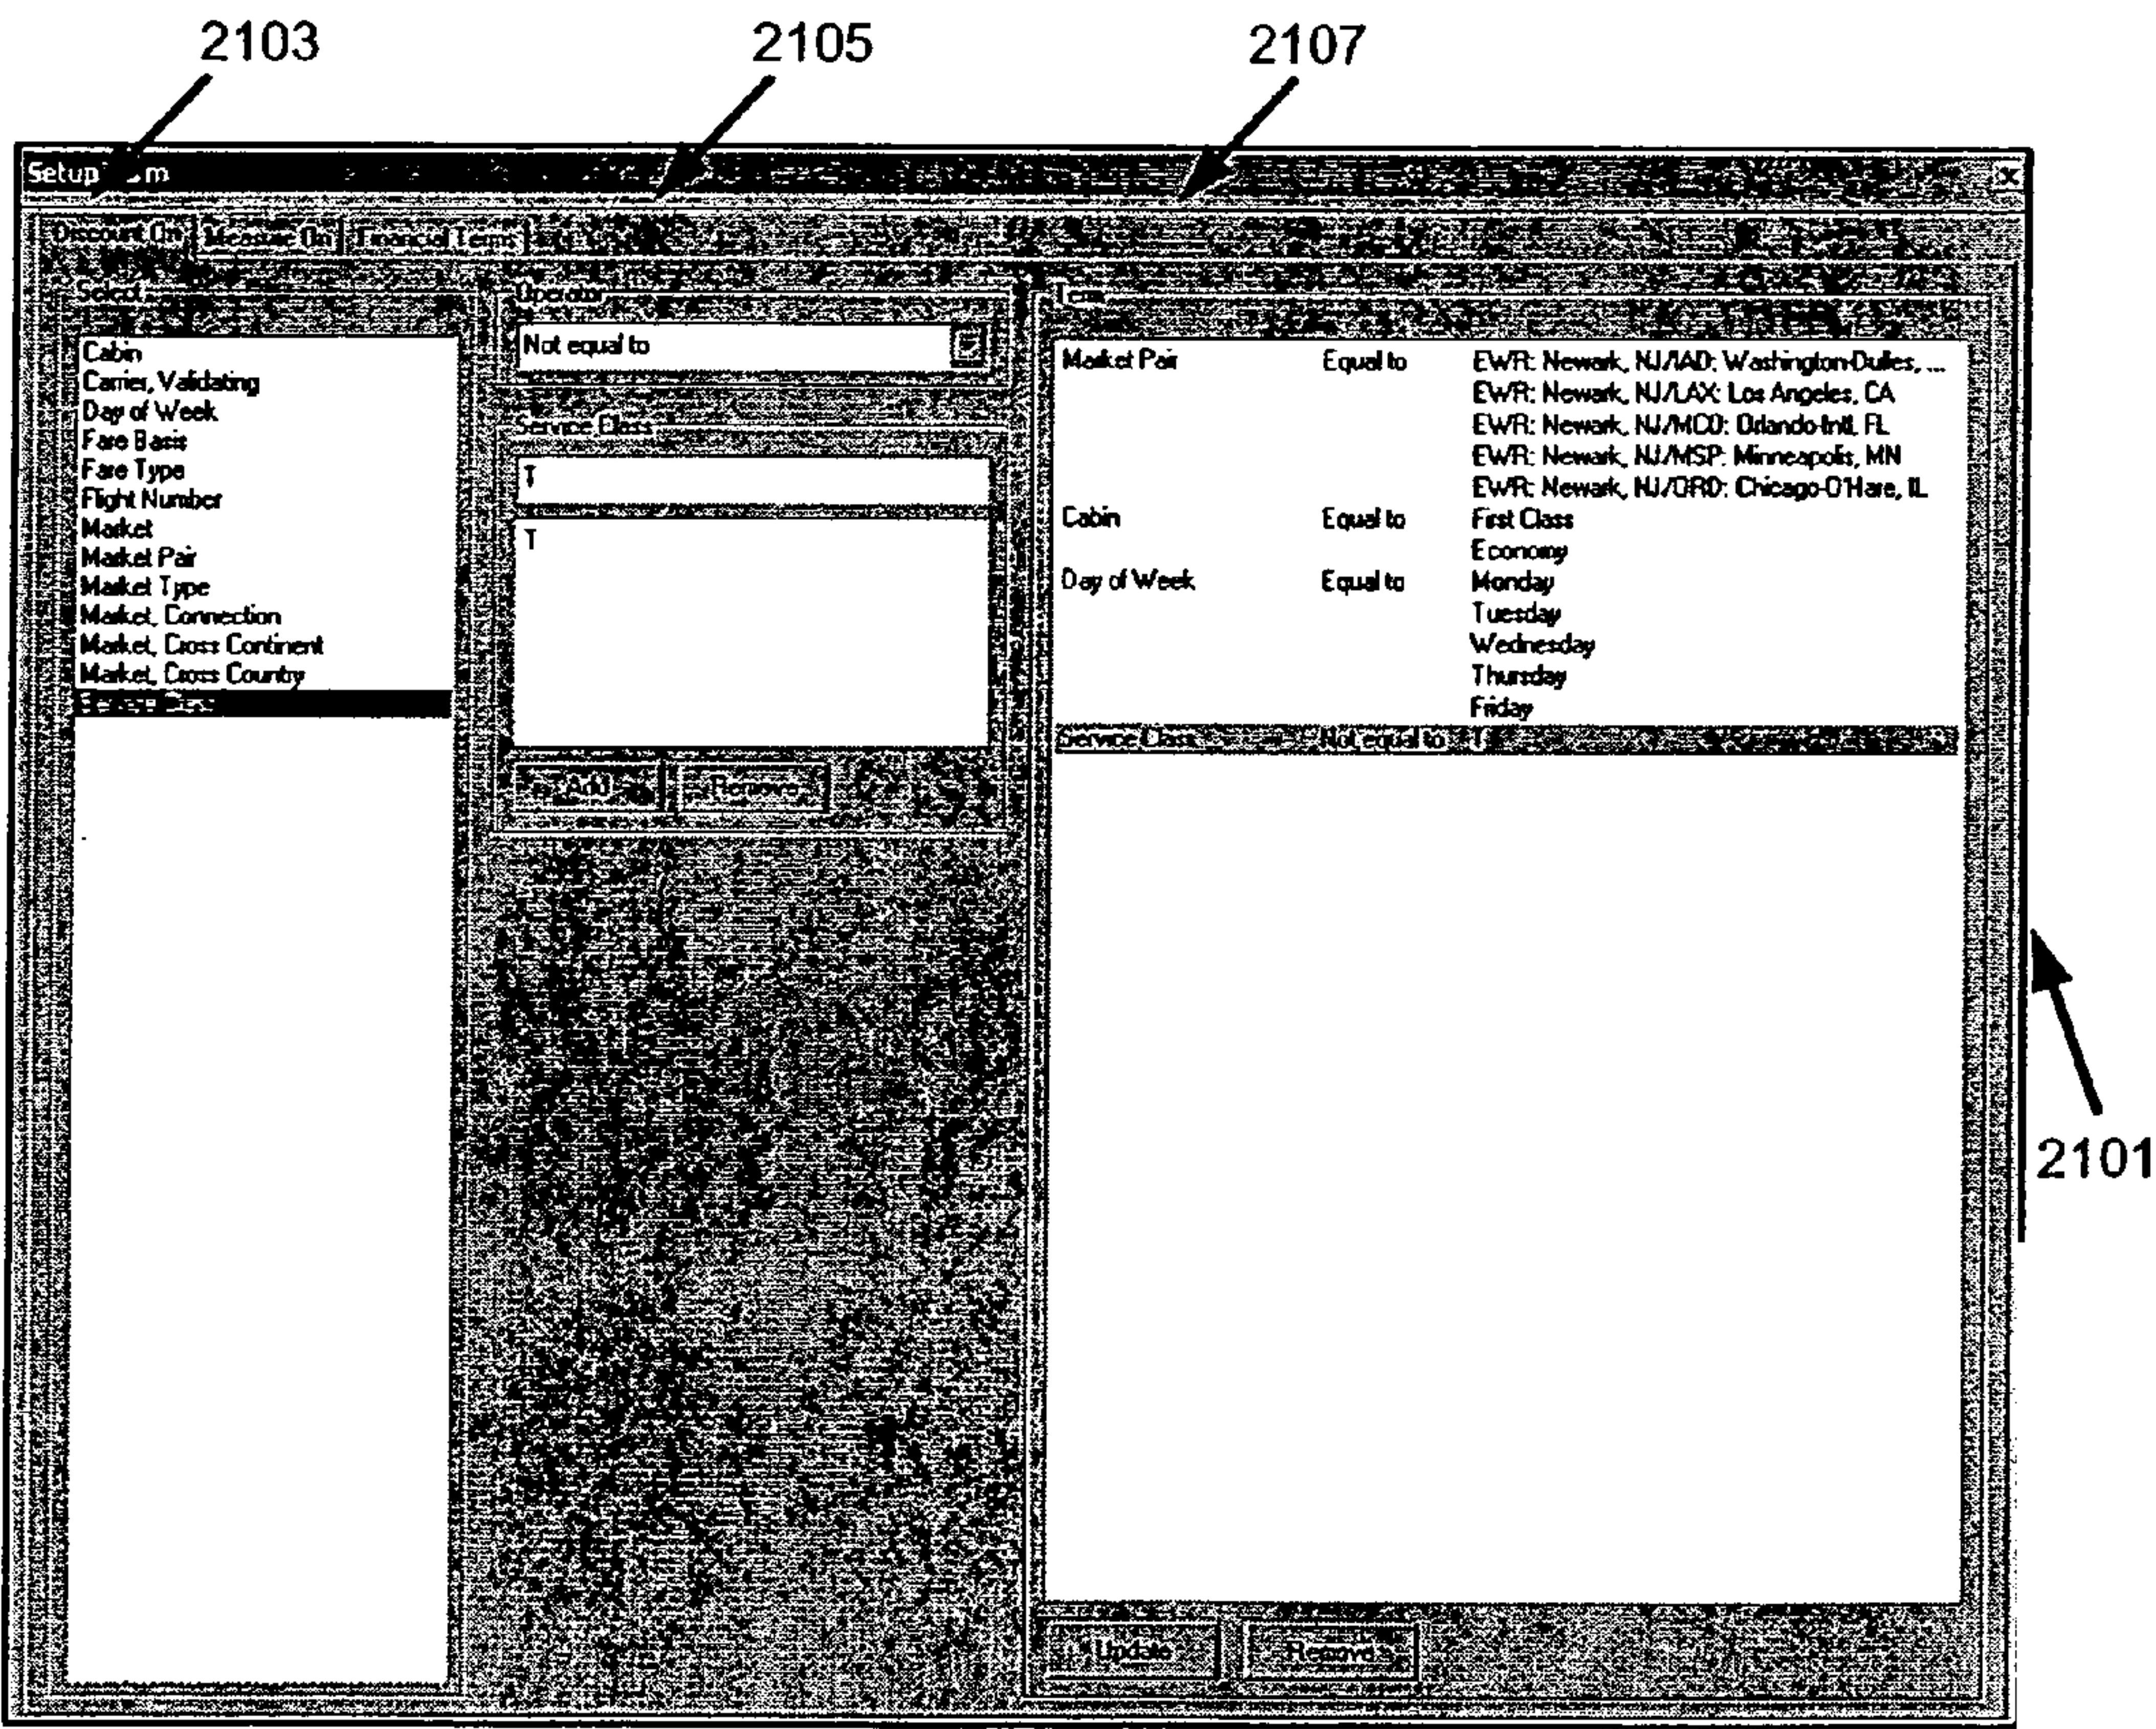 2103 2105 2107
Setup
Discount On Measure On Financial Terms
Select
Cabin
Carrier, Validating
Day of Week
Fare Basis
Fare Type
Flight Number
Market
Market Pair
Market Type
Market, Connection
Market, Cross Continent
Market, Cross Country
Service Class
Operator
Not equal to
Service Class
T
T
Add Remove
Term
Market Pair Equal to EWR: Newark, NJ/IAD: Washington-Dulles, ...
EWR: Newark, NJ/LAX: Los Angeles, CA
EWR: Newark, NJ/MCO: Orlando-Intl, FL
EWR: Newark, NJ/MSP: Minneapolis, MN
EWR: Newark, NJ/ORD: Chicago-O'Hare, IL
Cabin Equal to First Class
Economy
Day of Week Equal to Monday
Tuesday
Wednesday
Thursday
Friday
Service Class Not equal to T
Update Remove
2101